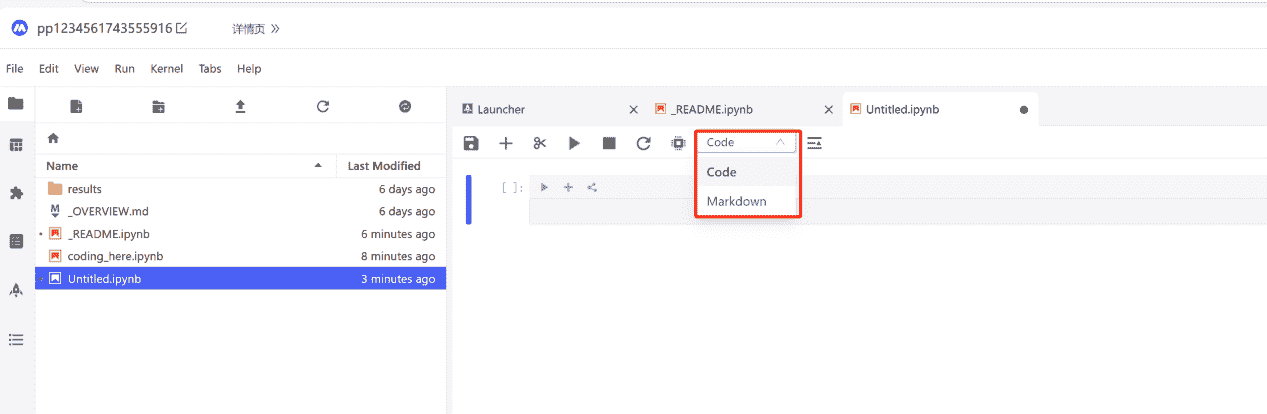 pp1234561743555916 详情页
File Edit View Run Kernel Tabs Help
Launcher _README.ipynb Untitled.ipynb
Code
Code
Markdown
[ ]:
Name Last Modified
results 6 days ago
_OVERVIEW.md 6 days ago
_README.ipynb 6 minutes ago
coding_here.ipynb 8 minutes ago
Untitled.ipynb 3 minutes ago